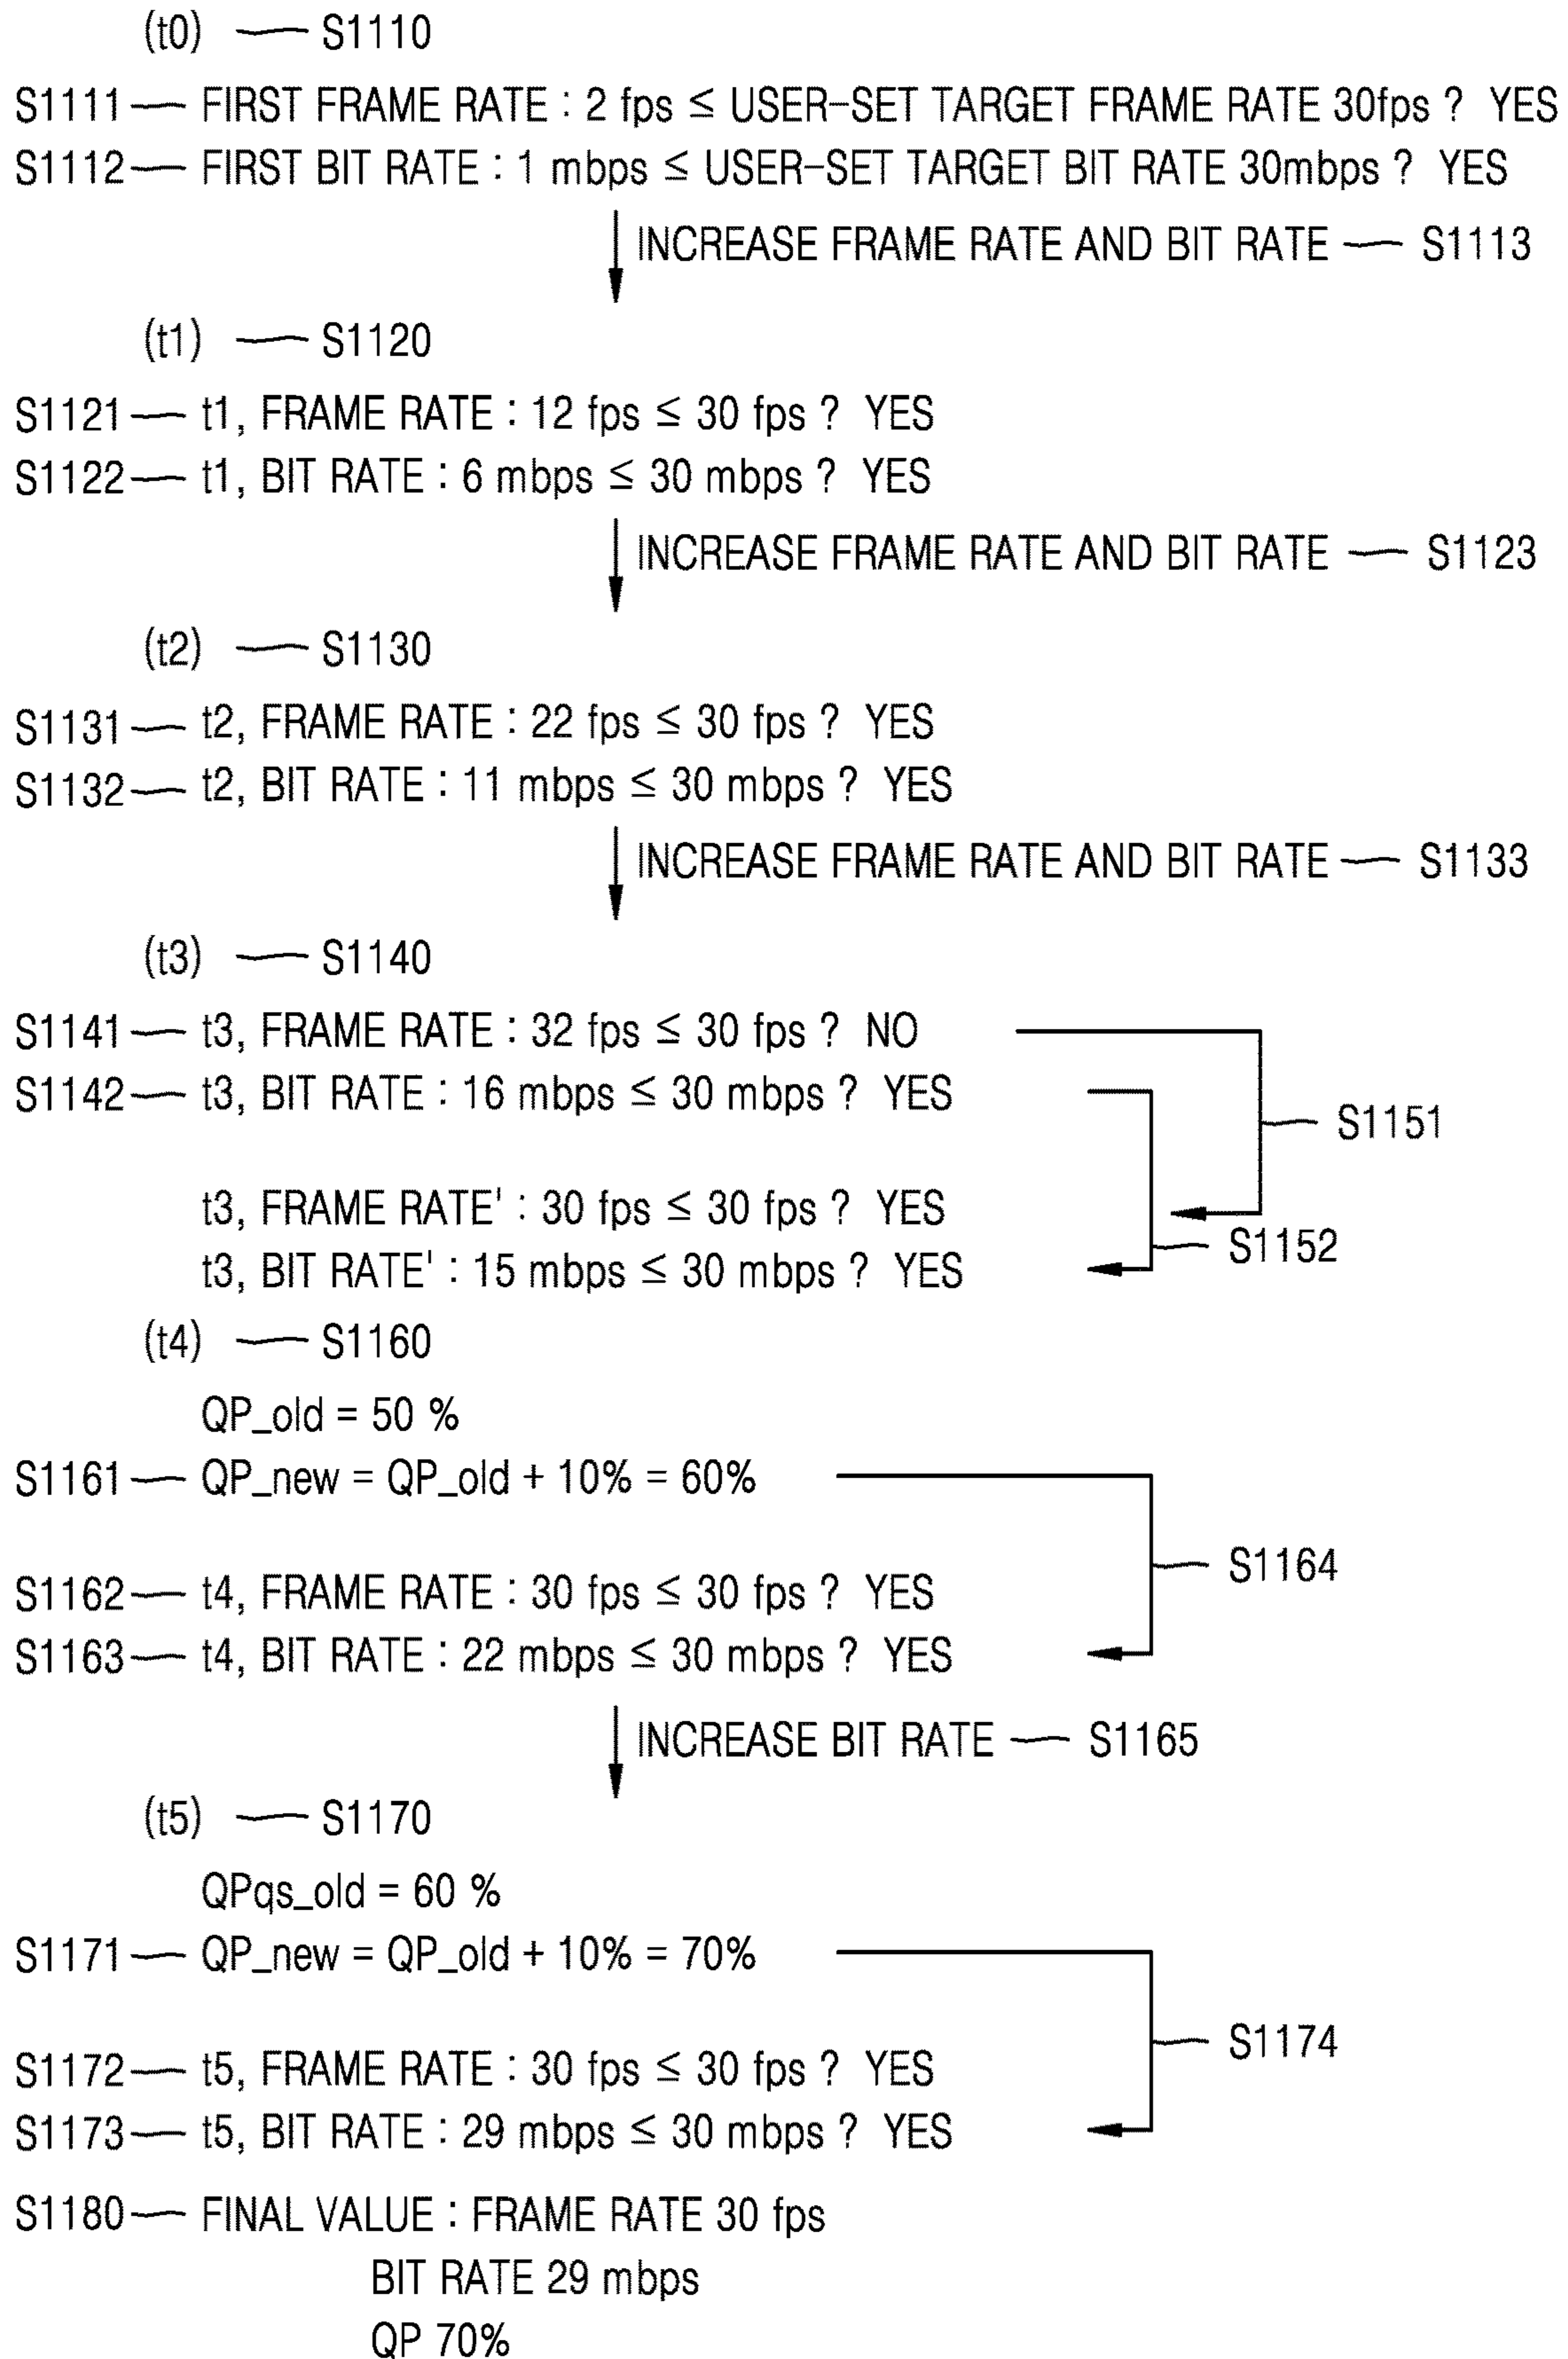 (t0) S1110
S1111 FIRST FRAME RATE : 2 fps ≤ USER-SET TARGET FRAME RATE 30fps ? YES
S1112 FIRST BIT RATE : 1 mbps ≤ USER-SET TARGET BIT RATE 30mbps ? YES
INCREASE FRAME RATE AND BIT RATE S1113
(t1) S1120
S1121 t1, FRAME RATE : 12 fps ≤ 30 fps ? YES
S1122 t1, BIT RATE : 6 mbps ≤ 30 mbps ? YES
INCREASE FRAME RATE AND BIT RATE S1123
(t2) S1130
S1131 t2, FRAME RATE : 22 fps ≤ 30 fps ? YES
S1132 t2, BIT RATE : 11 mbps ≤ 30 mbps ? YES
INCREASE FRAME RATE AND BIT RATE S1133
(t3) S1140
S1141 t3, FRAME RATE : 32 fps ≤ 30 fps ? NO
S1142 t3, BIT RATE : 16 mbps ≤ 30 mbps ? YES
S1151
t3, FRAME RATE' : 30 fps ≤ 30 fps ? YES
S1152
t3, BIT RATE' : 15 mbps ≤ 30 mbps ? YES
(t4) S1160
QP_old = 50 %
S1161 QP_new = QP_old + 10% = 60%
S1164
S1162 t4, FRAME RATE : 30 fps ≤ 30 fps ? YES
S1163 t4, BIT RATE : 22 mbps ≤ 30 mbps ? YES
INCREASE BIT RATE S1165
(t5) S1170
QPqs_old = 60 %
S1171 QP_new = QP_old + 10% = 70%
S1174
S1172 t5, FRAME RATE : 30 fps ≤ 30 fps ? YES
S1173 t5, BIT RATE : 29 mbps ≤ 30 mbps ? YES
S1180 FINAL VALUE : FRAME RATE 30 fps
BIT RATE 29 mbps
QP 70%